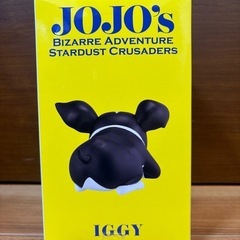 JOJO's
BIZARRE ADVENTURE
STARDUST CRUSADERS
IGGY